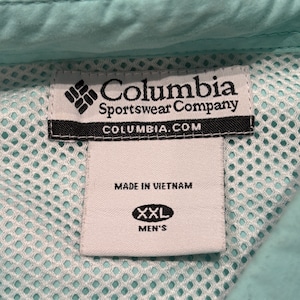 Columbia
Sportswear Company
COLUMBIA.COM
MADE IN VIETNAM
XXL
MEN'S